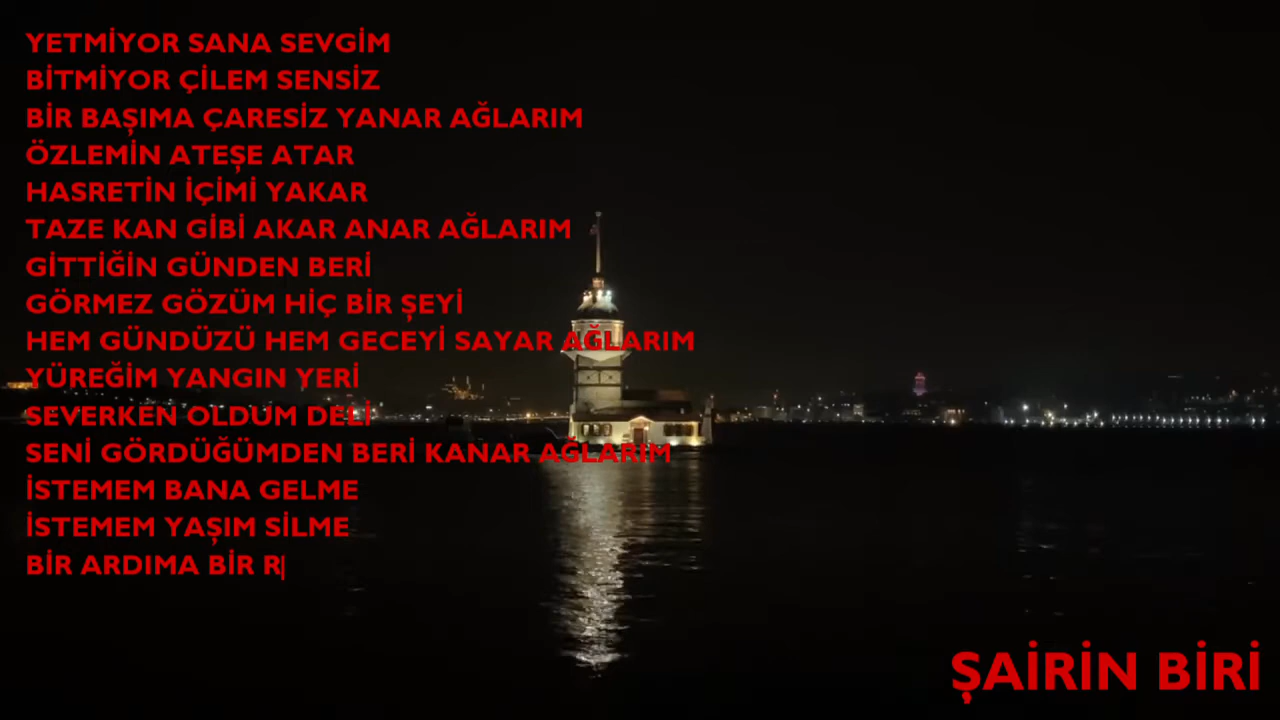 YETMİYOR SANA SEVGİM
BİTMİYOR ÇİLEM SENSİZ
BİR BAŞIMA ÇARESİZ YANAR AĞLARIM
ÖZLEMİN ATEŞE ATAR
HASRETİN İÇİMİ YAKAR
TAZE KAN GİBİ AKAR ANAR AĞLARIM
GİTTİĞİN GÜNDEN BERİ
GÖRMEZ GÖZÜM HİÇ BİR ŞEYİ
HEM GÜNDÜZÜ HEM GECEYİ SAYAR AĞLARIM
YÜREĞİM YANGIN YERİ
SEVERKEN OLDUM DELİ
SENİ GÖRDÜĞÜMDEN BERİ KANAR AĞLARIM
İSTEMEM BANA GELME
İSTEMEM YAŞIM SİLME
BİR ARDIMA BİR R|
ŞAİRİN BİRİ